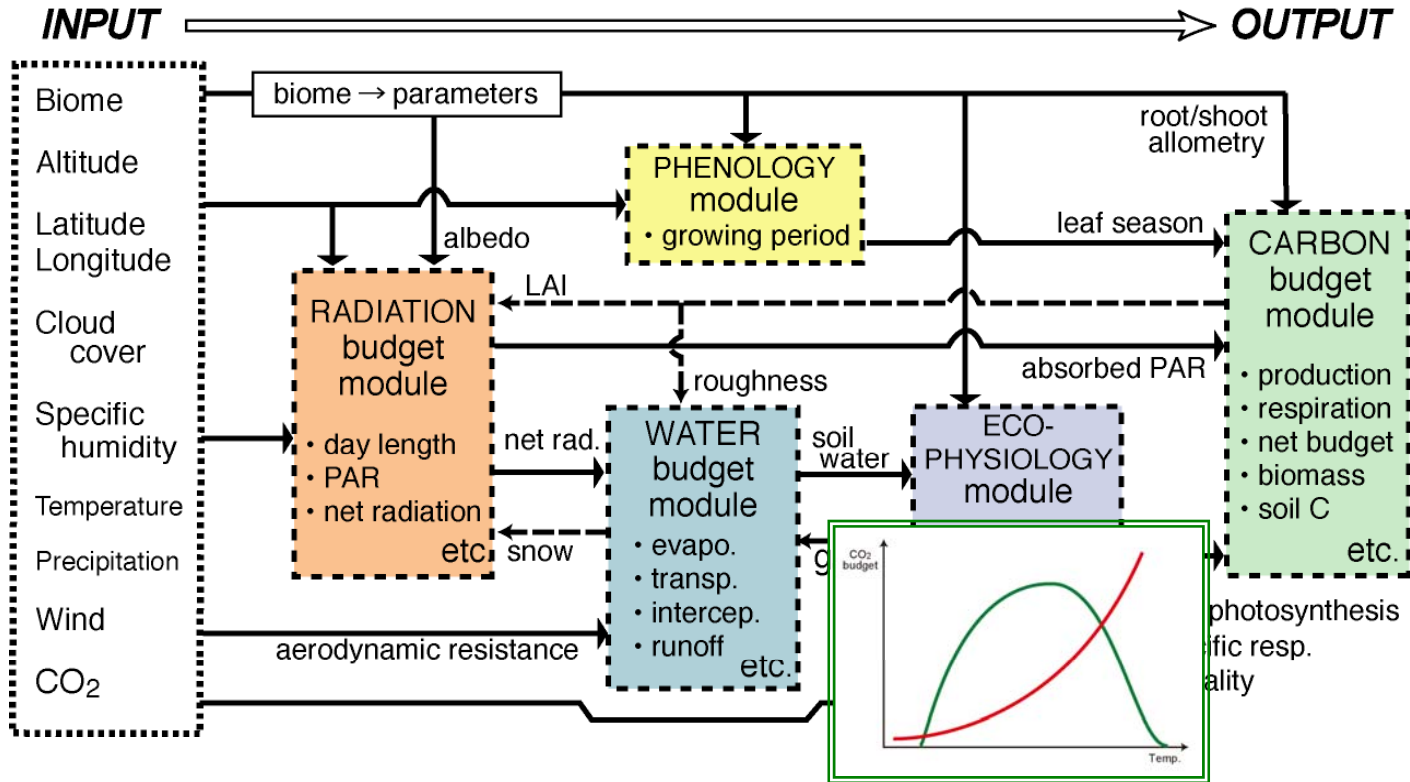 INPUT
OUTPUT
Biome
Altitude
Latitude
Longitude
Cloud
cover
Specific
humidity
Temperature
Precipitation
Wind
CO2
biome → parameters
albedo
PHENOLOGY
module
• growing period
root/shoot
allometry
leaf season
LAI
RADIATION
budget
module
• day length
• PAR
• net radiation
etc.
absorbed PAR
roughness
net rad.
snow
WATER
budget
module
• evapo.
• transp.
• intercep.
• runoff
etc.
soil
water
ECO-
PHYSIOLOGY
module
CARBON
budget
module
• production
• respiration
• net budget
• biomass
• soil C
etc.
aerodynamic resistance
photosynthesis
resp.
CO2
budget
Temp.